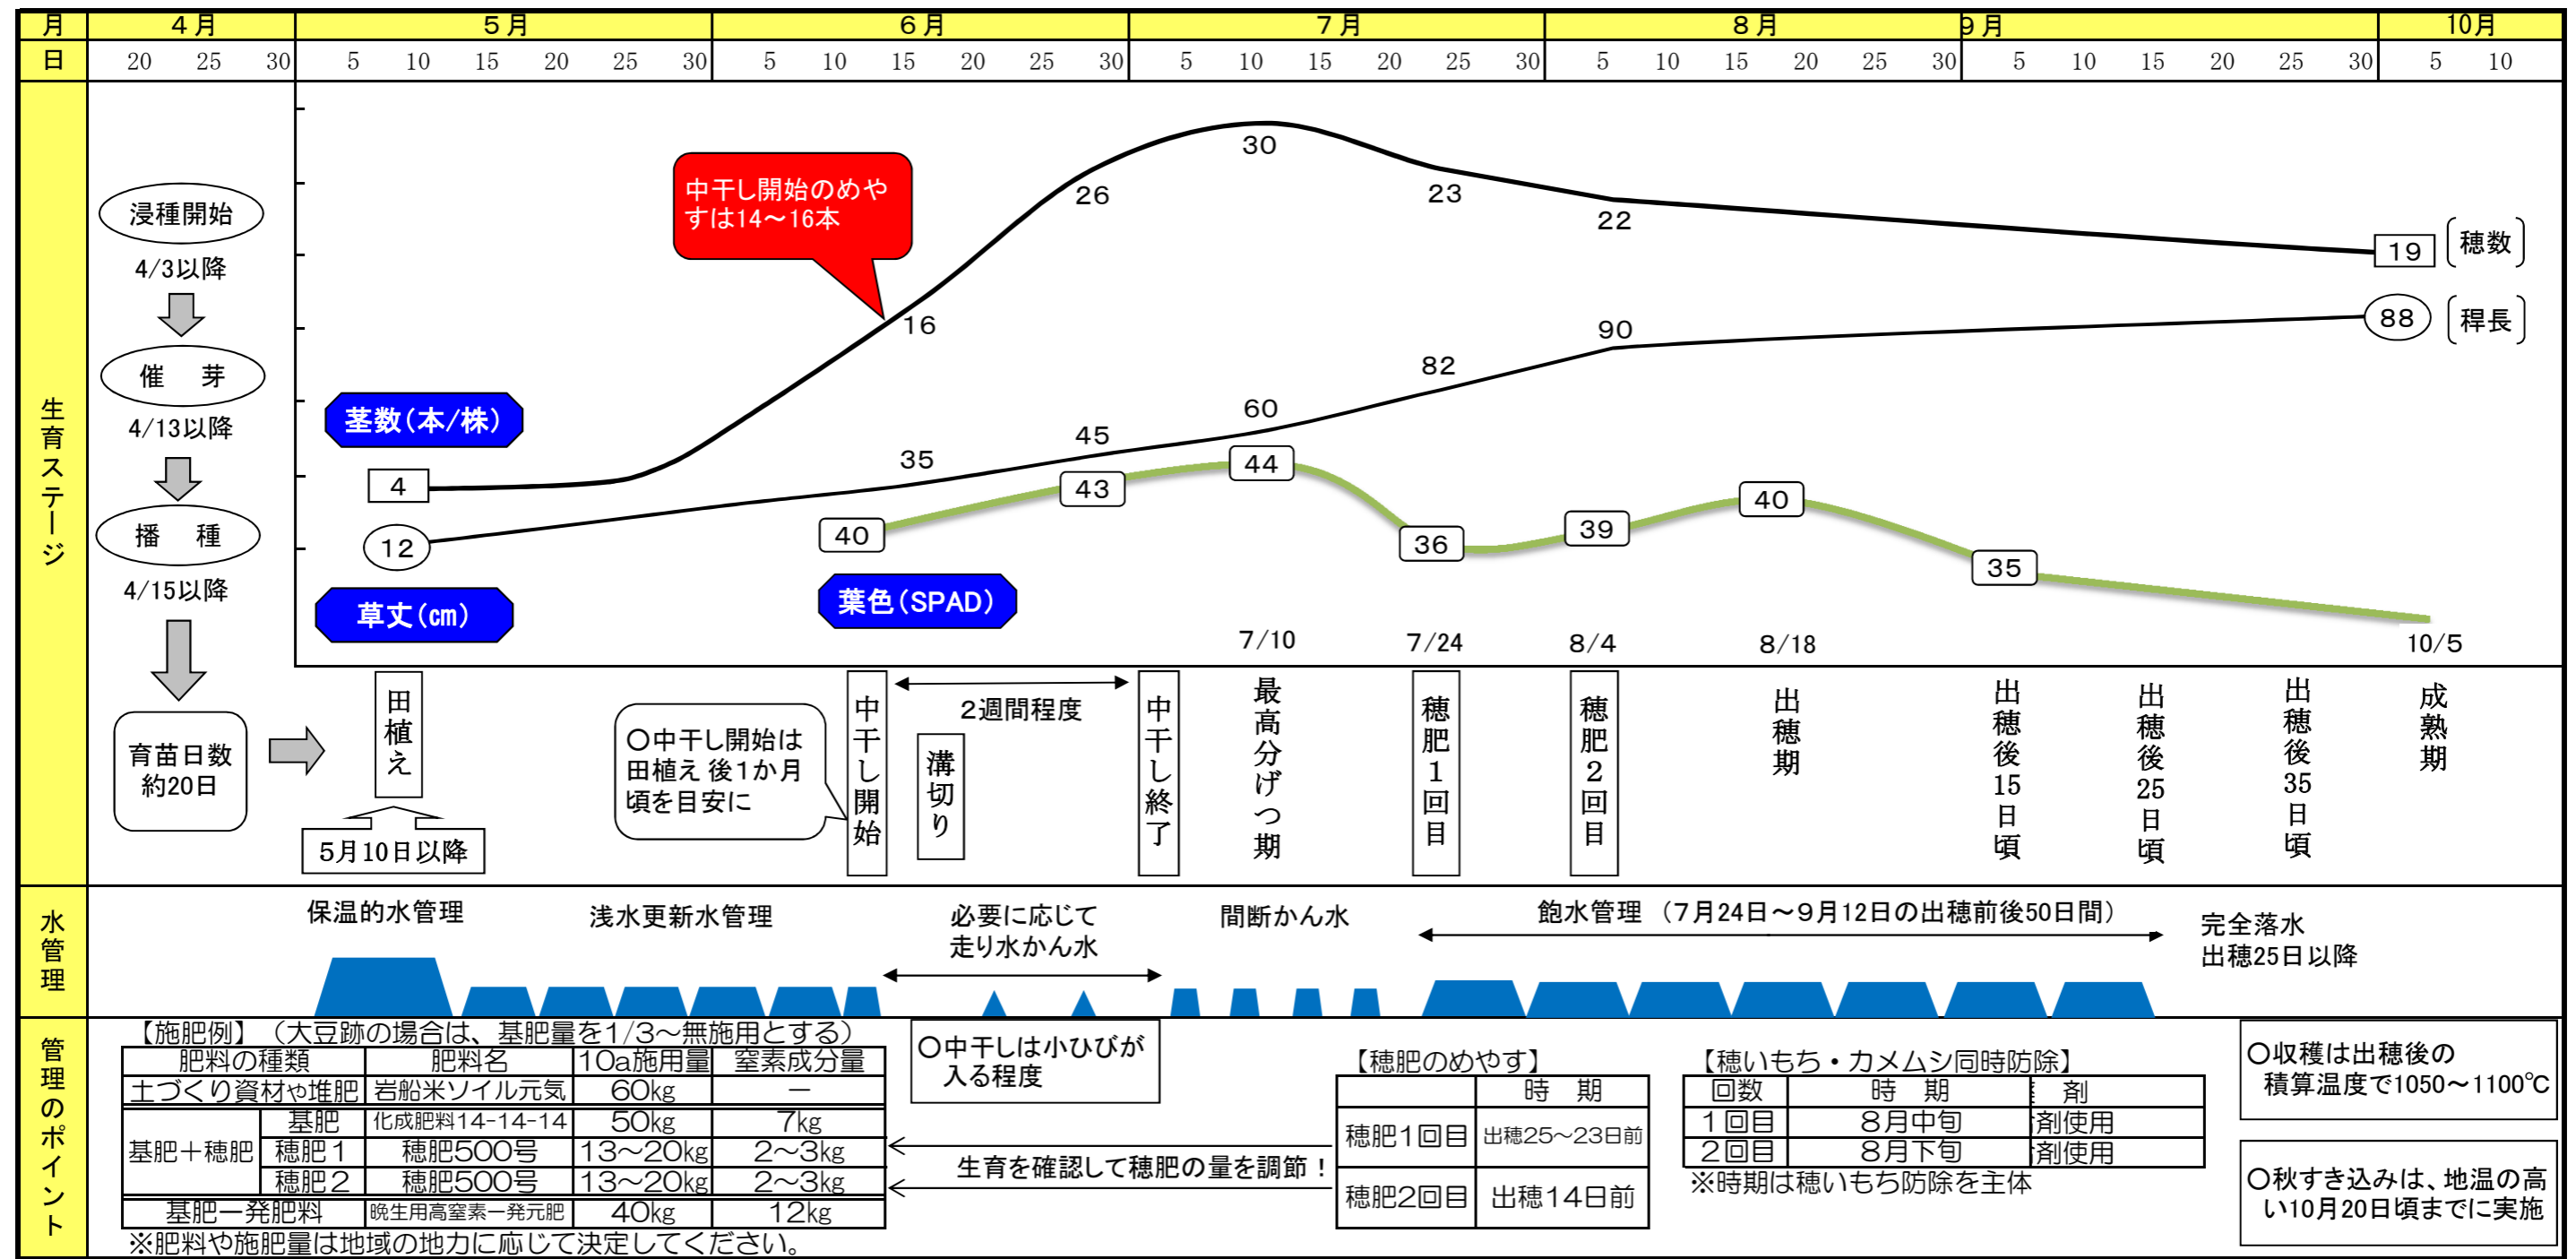 月 4月 5月 6月 7月 8月 9月 10月
日 20 25 30 5 10 15 20 25 30 5 10 15 20 25 30 5 10 15 20 25 30 5 10 15 20 25 30 5 10 15 20 25 30 5 10
生育ステージ
浸種開始
4/3以降
催 芽
4/13以降
播 種
4/15以降
育苗日数
約20日
中干し開始のめや
すは14～16本
茎数（本/株）
4 16 26 30 23 22 19 〔穂数〕
草丈（㎝）
12 35 45 60 82 90 88 〔稈長〕
葉色（SPAD）
40 43 44 36 39 40 35
7/10 7/24 8/4 8/18 10/5
田植え
5月10日以降
〇中干し開始は
田植え 後１か月
頃を目安に
中干し開始
２週間程度
溝切り
中干し終了
最高分げつ期
穂肥１回目
穂肥２回目
出穂期
出穂後15日頃
出穂後25日頃
出穂後35日頃
成熟期
水管理
保温的水管理
浅水更新水管理
必要に応じて
走り水かん水
間断かん水
飽水管理 （７月24日～９月12日の出穂前後50日間）
完全落水
出穂25日以降
管理のポイント
【施肥例】 （大豆跡の場合は、基肥量を1/3～無施用とする）
肥料の種類 肥料名 10a施用量 窒素成分量
土づくり資材や堆肥 岩船米ソイル元気 60kg －
基肥＋穂肥 基肥 化成肥料14-14-14 50kg 7kg
穂肥１ 穂肥500号 13～20kg 2～3kg
穂肥２ 穂肥500号 13～20kg 2～3kg
基肥一発肥料 晩生用高窒素一発元肥 40kg 12kg
※肥料や施肥量は地域の地力に応じて決定してください。
〇中干しは小ひびが
入る程度
生育を確認して穂肥の量を調節！
【穂肥のめやす】
時 期
穂肥1回目 出穂25～23日前
穂肥2回目 出穂14日前
【穂いもち・カメムシ同時防除】
回数 時 期 剤
１回目 8月中旬 剤使用
２回目 8月下旬 剤使用
※時期は穂いもち防除を主体
〇収穫は出穂後の
積算温度で1050～1100℃
〇秋すき込みは、地温の高
い10月20日頃までに実施